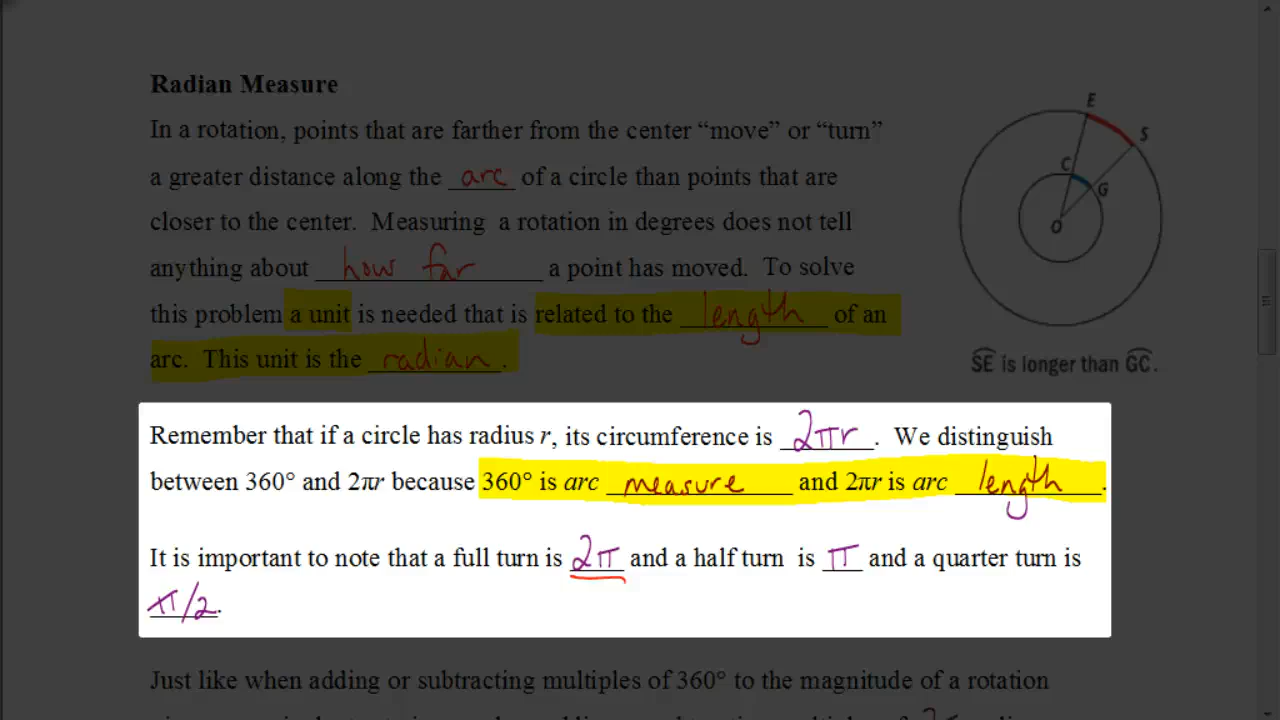 Radian Measure
In a rotation, points that are farther from the center “move” or “turn”
a greater distance along the arc of a circle than points that are
closer to the center. Measuring a rotation in degrees does not tell
anything about how far a point has moved. To solve
this problem a unit is needed that is related to the length of an
arc. This unit is the radian.
E
S
C
G
O
SE is longer than GC.
Remember that if a circle has radius r, its circumference is 2πr. We distinguish
between 360° and 2πr because 360° is arc measure and 2πr is arc length.
It is important to note that a full turn is 2π and a half turn is π and a quarter turn is
π/2.
Just like when adding or subtracting multiples of 360° to the magnitude of a rotation